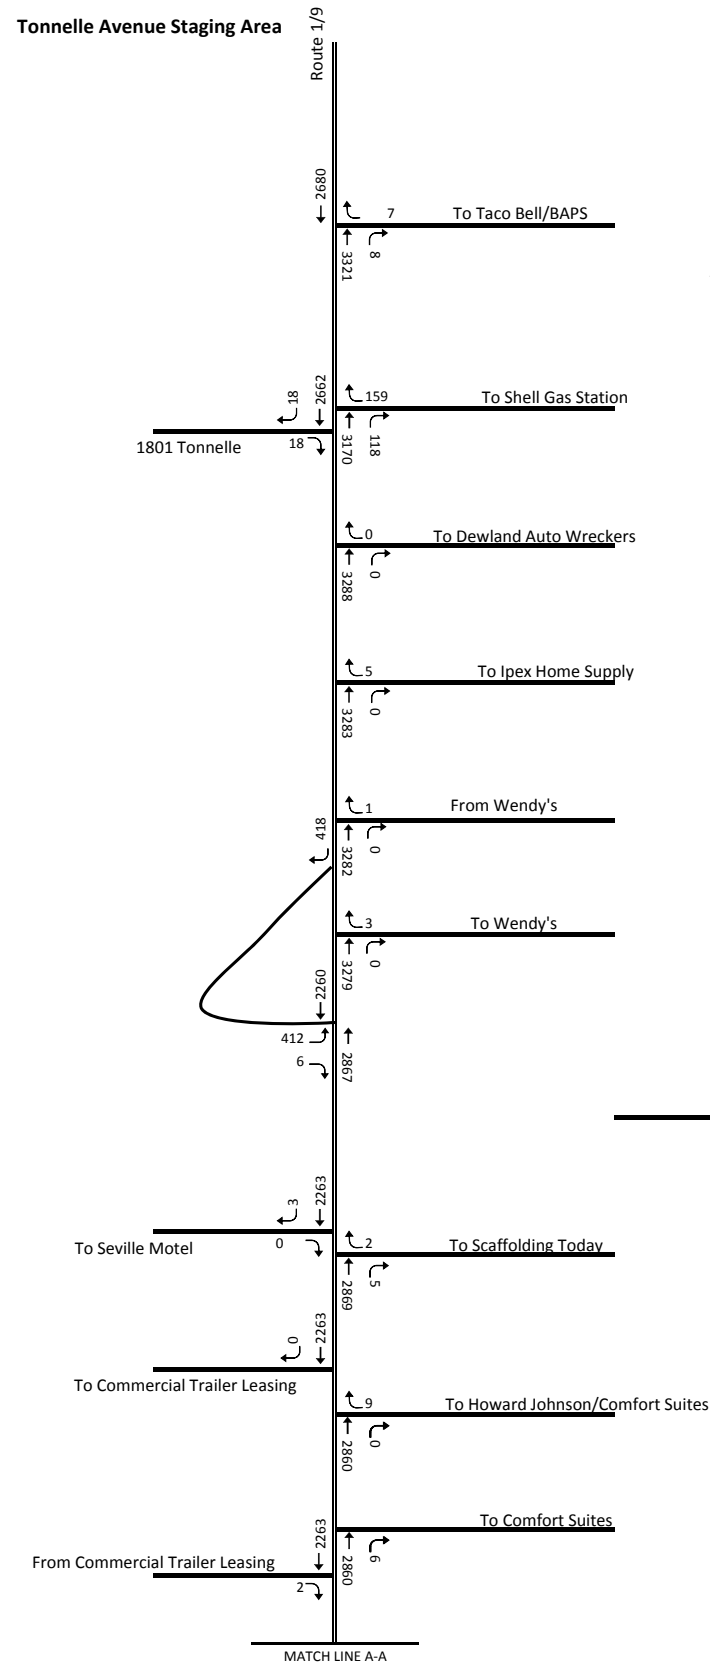 Tonnelle Avenue Staging Area
Route 1/9
2680
7
To Taco Bell/BAPS
3321
8
18
2662
159
To Shell Gas Station
1801 Tonnelle
18
3170
118
0
To Dewland Auto Wreckers
3288
0
5
To Ipex Home Supply
3283
0
418
1
From Wendy's
3282
0
3
To Wendy's
3279
0
2260
412
6
2867
3
2263
To Seville Motel
0
2
To Scaffolding Today
2869
5
0
2263
To Commercial Trailer Leasing
9
To Howard Johnson/Comfort Suites
2860
0
To Comfort Suites
2263
2860
6
From Commercial Trailer Leasing
2
MATCH LINE A-A